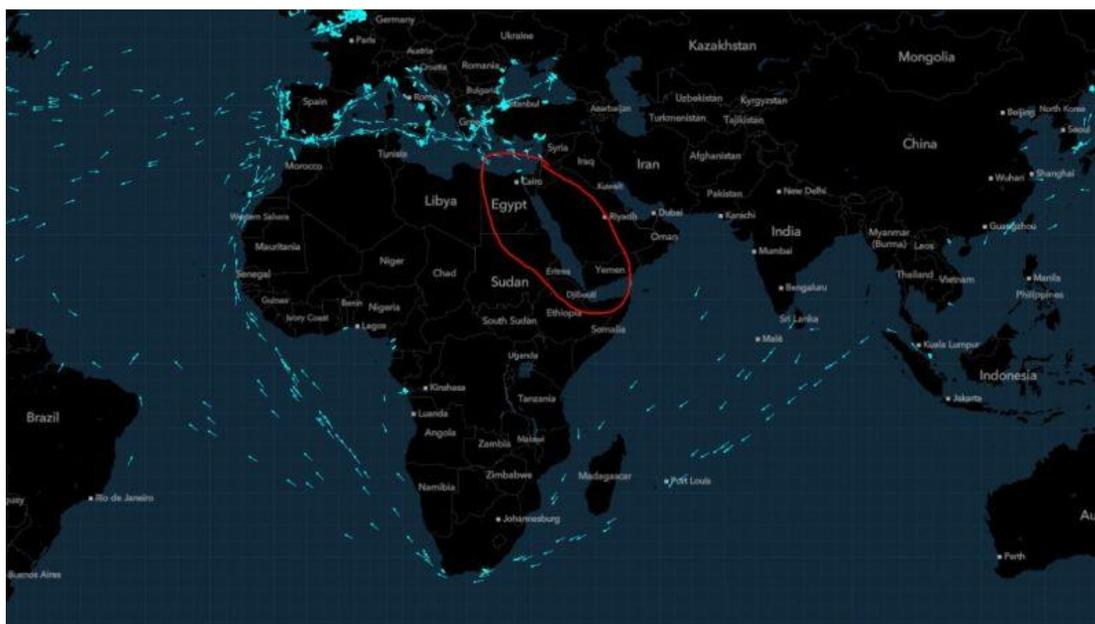 Germany
Paris
Ukraine
Kazakhstan
Mongolia
Austria
Croatia
Romania
Bulgaria
Spain
Rome
Istanbul
Azerbaijan
Uzbekistan
Kyrgyzstan
Turkmenistan
Tajikistan
Beijing
North Korea
Seoul
China
Morocco
Tunisia
Syria
Iraq
Iran
Afghanistan
Wuhan
Shanghai
Cairo
Kuwait
Pakistan
New Delhi
Libya
Egypt
Western Sahara
Riyadh
Dubai
Karachi
India
Guangzhou
Oman
Myanmar
(Burma)
Laos
Mauritania
Mumbai
Niger
Chad
Sudan
Eritrea
Yemen
Thailand
Vietnam
Manila
Philippines
Senegal
Bengaluru
Djibouti
Guinea
Benin
Nigeria
Ivory Coast
Lagos
South Sudan
Ethiopia
Somalia
Sri Lanka
Malé
Kuala Lumpur
Uganda
Indonesia
Kinshasa
Tanzania
Jakarta
Brazil
Luanda
Angola
Zambia
Malawi
Zimbabwe
Madagascar
Port Louis
Namibia
Rio de Janeiro
Johannesburg
Perth
Buenos Aires